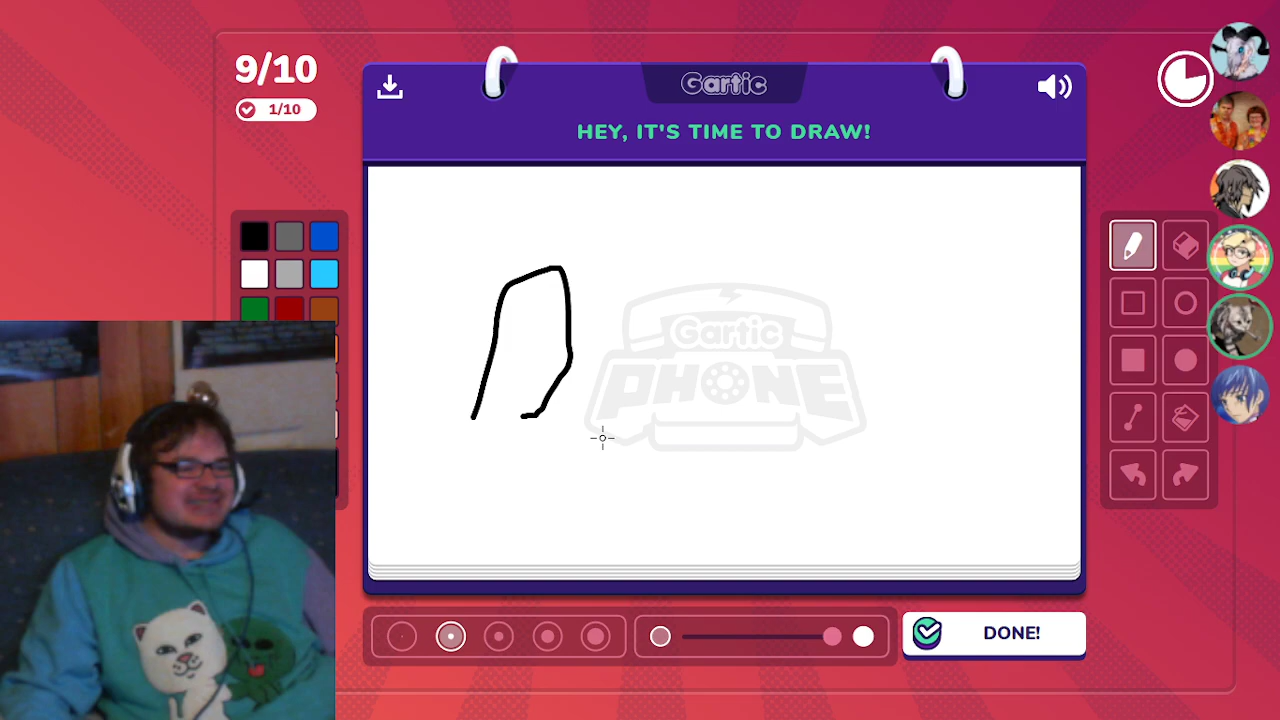 9/10
1/10
Gartic
HEY, IT'S TIME TO DRAW!
Gartic
PHONE
DONE!